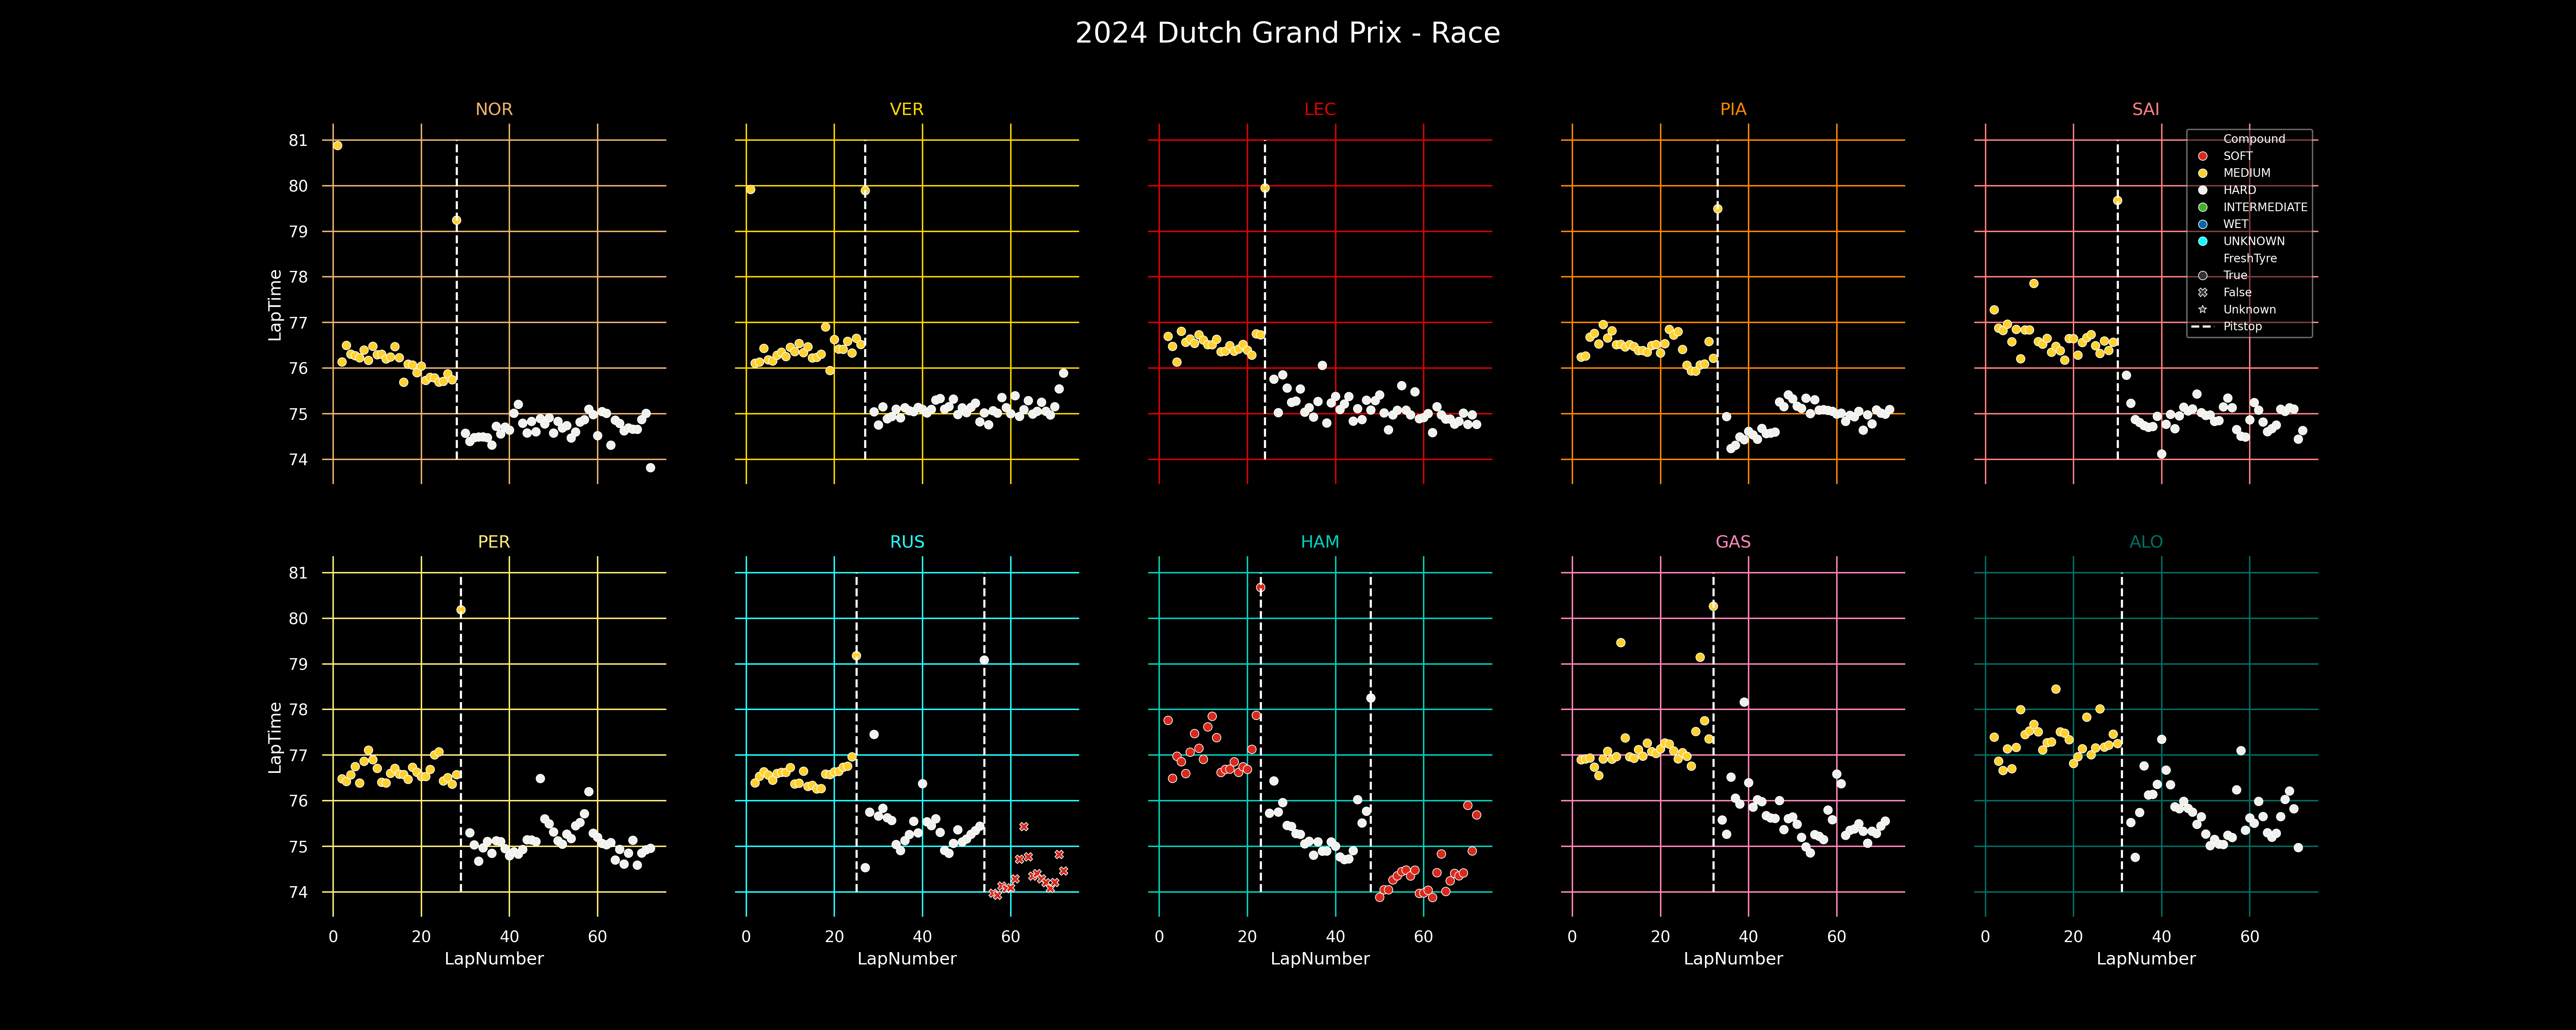 2024 Dutch Grand Prix - Race
NOR
VER
LEC
PIA
SAI
81
80
79
78
77
76
75
74
LapTime
Compound
SOFT
MEDIUM
HARD
INTERMEDIATE
WET
UNKNOWN
FreshTyre
True
False
Unknown
Pitstop
PER
RUS
HAM
GAS
ALO
81
80
79
78
77
76
75
74
LapTime
0 20 40 60
0 20 40 60
0 20 40 60
0 20 40 60
0 20 40 60
LapNumber
LapNumber
LapNumber
LapNumber
LapNumber